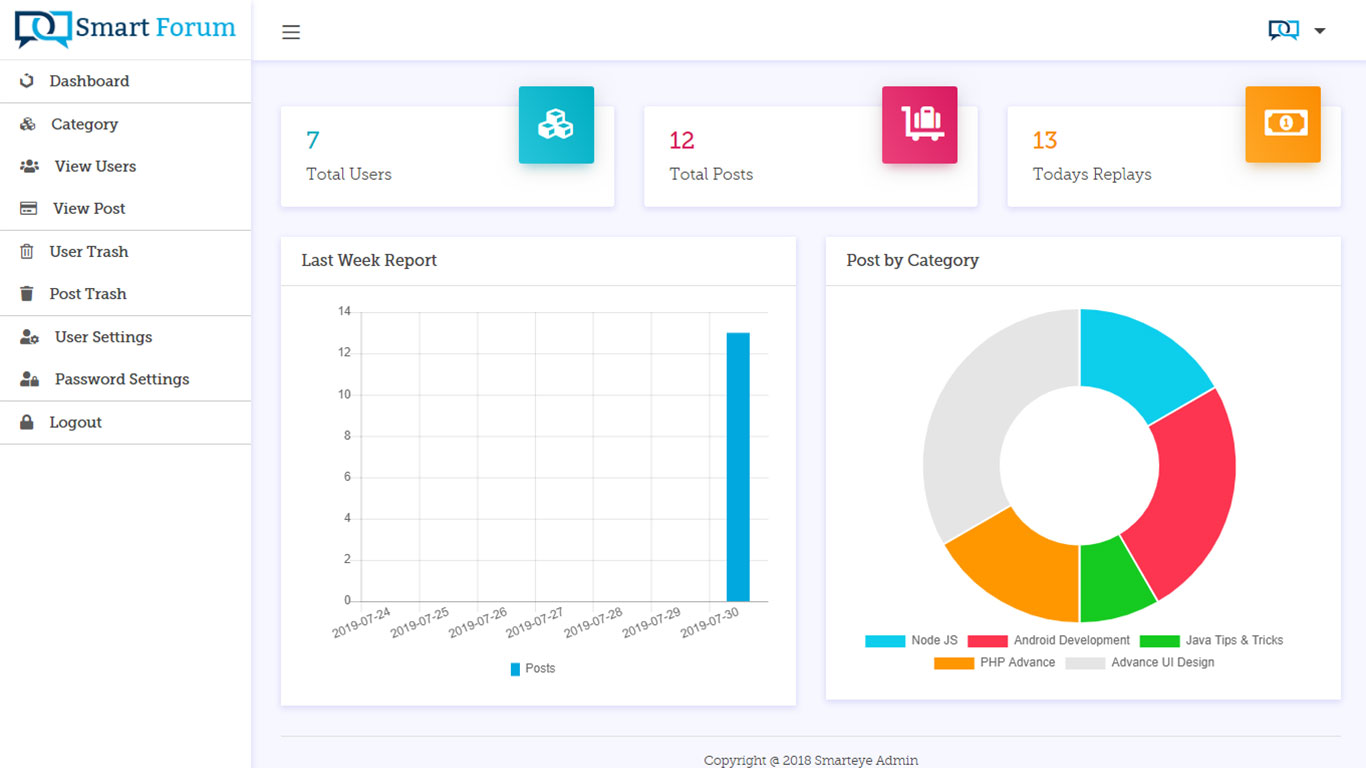 Smart Forum
Dashboard
Category
View Users
View Post
User Trash
Post Trash
User Settings
Password Settings
Logout
7
Total Users
12
Total Posts
13
Todays Replays
1
Last Week Report
14
12
10
8
6
4
2
0
2019-07-24 2019-07-25 2019-07-26 2019-07-27 2019-07-28 2019-07-29 2019-07-30
Posts
Post by Category
Node JS Android Development Java Tips & Tricks
PHP Advance Advance UI Design
Copyright @ 2018 Smarteye Admin